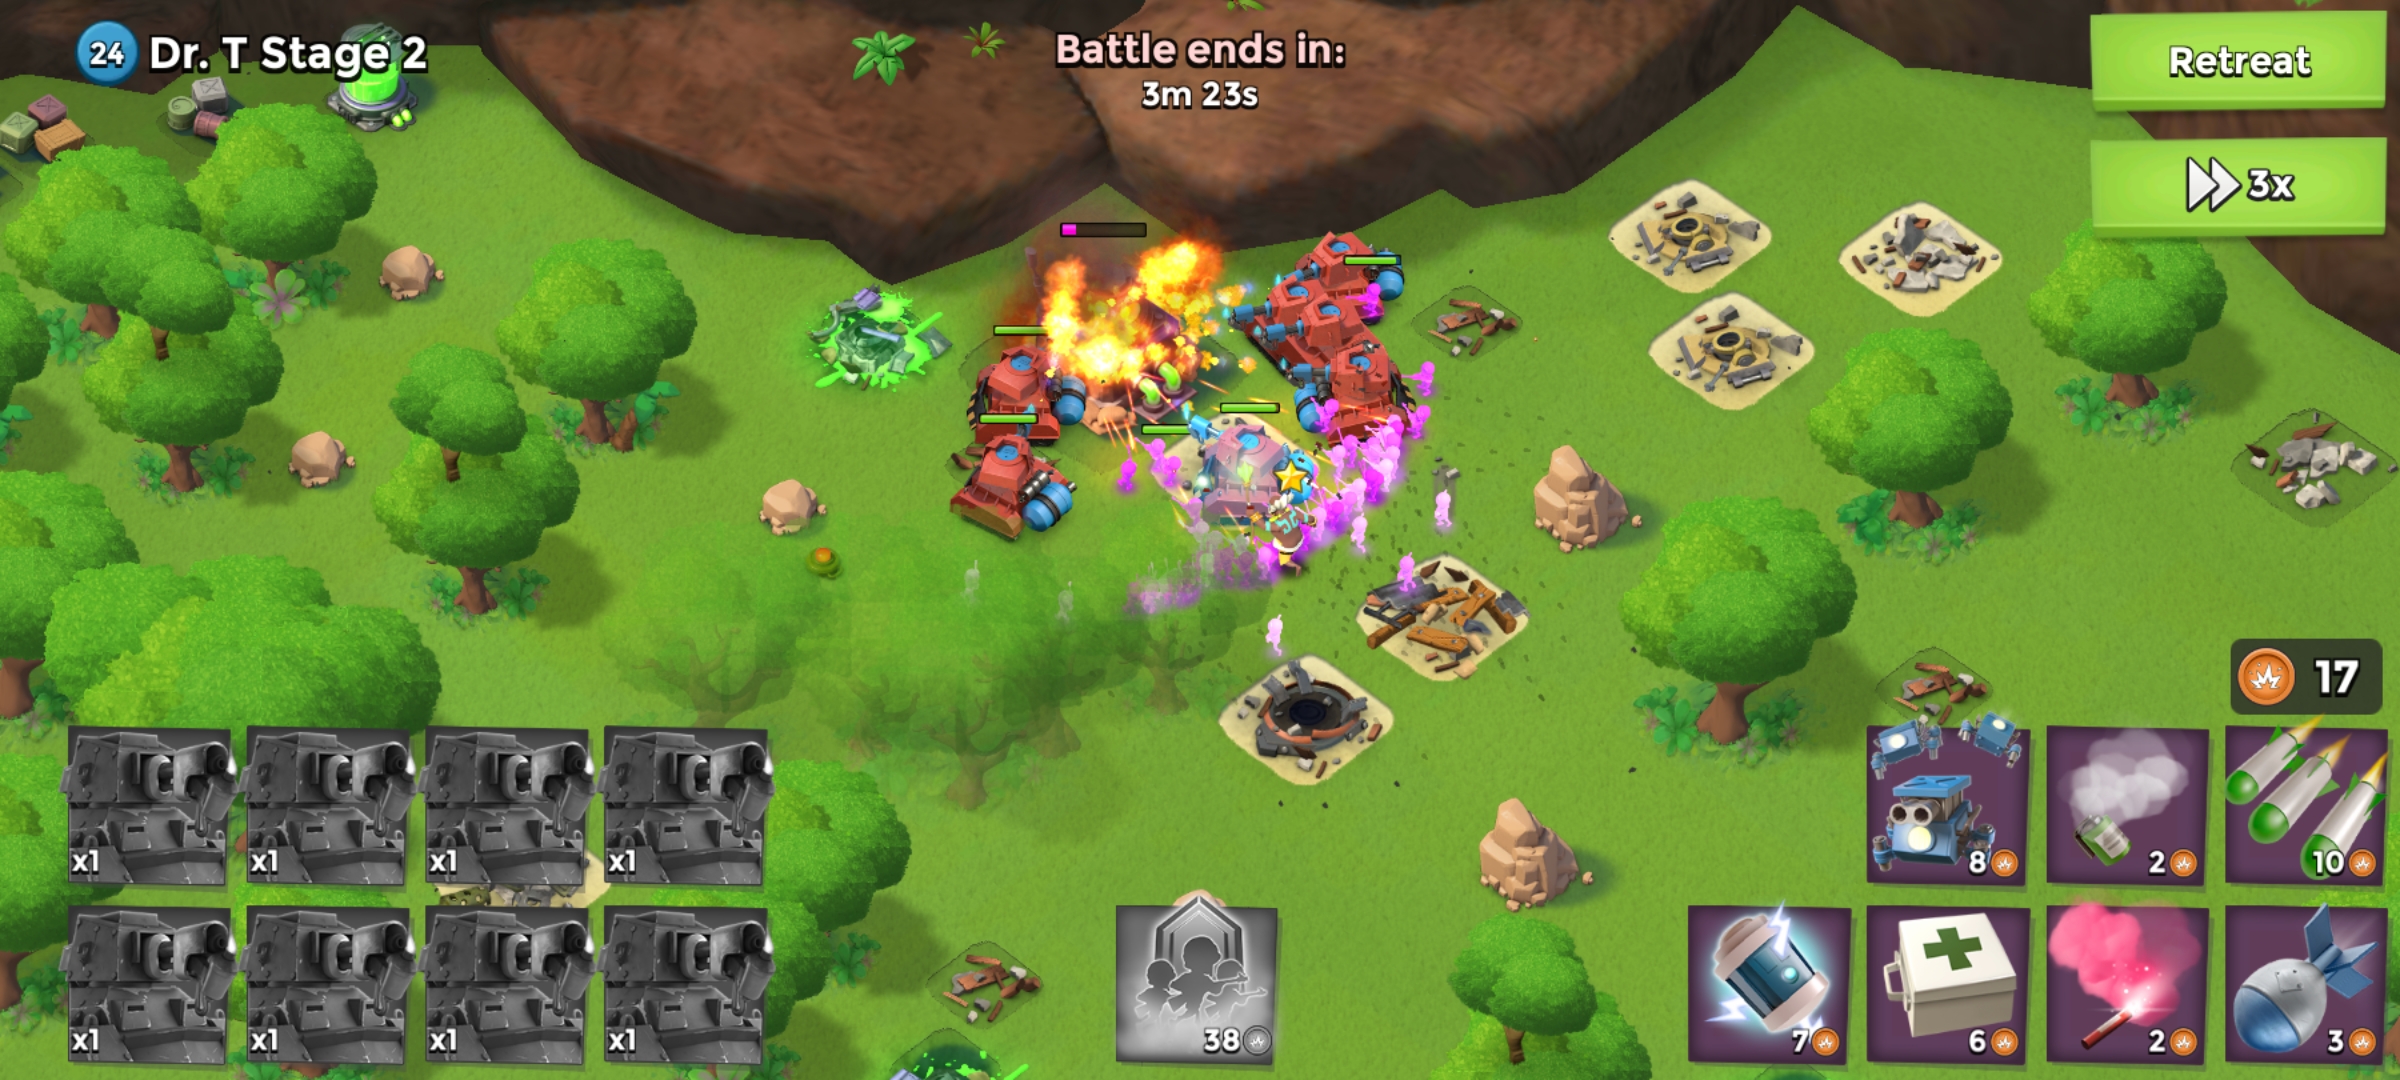 24 Dr. T Stage 2
Battle ends in:
3m 23s
Retreat
3x
17
x1 x1 x1 x1
8 2 10
x1 x1 x1 x1
38
7 6 2 3